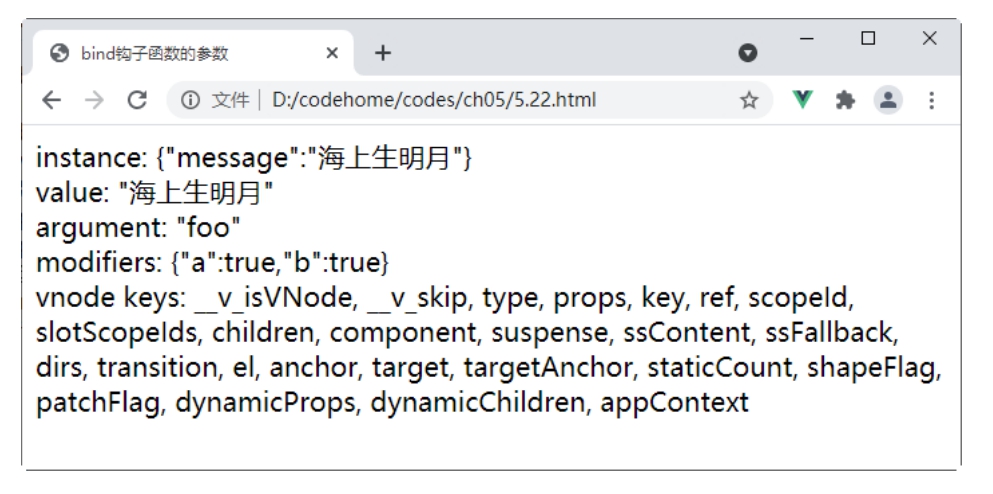 bind钩子函数的参数
文件 | D:/codehome/codes/ch05/5.22.html
instance: {"message":"海上生明月"}
value: "海上生明月"
argument: "foo"
modifiers: {"a":true,"b":true}
vnode keys: __v_isVNode, __v_skip, type, props, key, ref, scopeId,
slotScopeIds, children, component, suspense, ssContent, ssFallback,
dirs, transition, el, anchor, target, targetAnchor, staticCount, shapeFlag,
patchFlag, dynamicProps, dynamicChildren, appContext